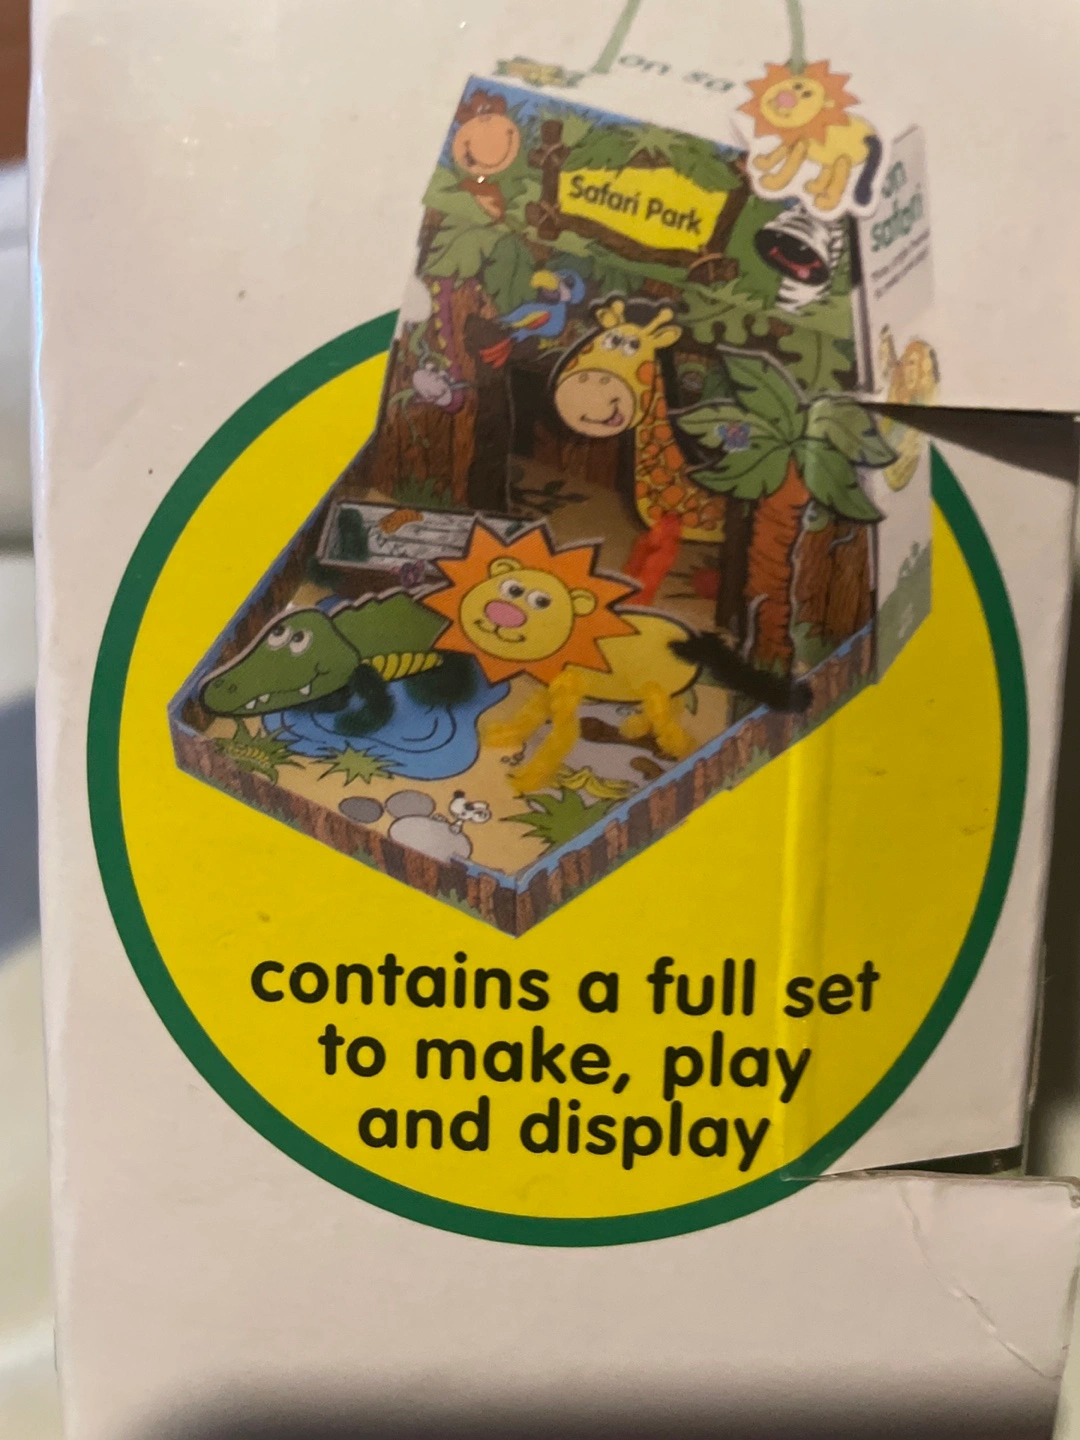 on sa
Safari Park
on
safari
contains a full set
to make, play
and display